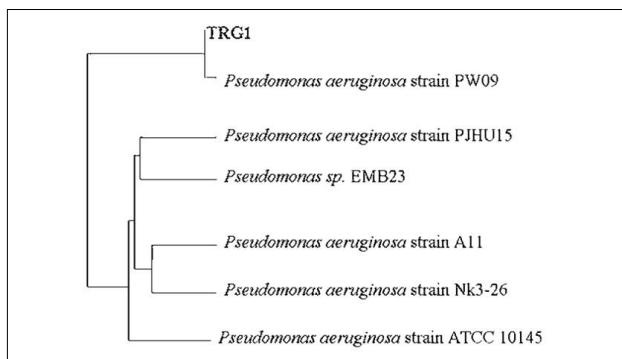 TRG1
Pseudomonas aeruginosa strain PW09
Pseudomonas aeruginosa strain PJHU15
Pseudomonas sp. EMB23
Pseudomonas aeruginosa strain A11
Pseudomonas aeruginosa strain Nk3-26
Pseudomonas aeruginosa strain ATCC 10145